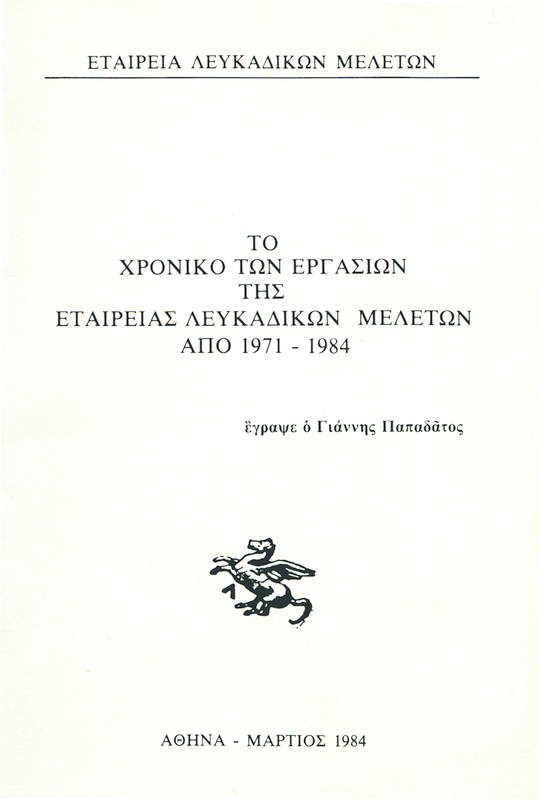 ΕΤΑΙΡΕΙΑ ΛΕΥΚΑΔΙΚΩΝ ΜΕΛΕΤΩΝ
ΤΟ
ΧΡΟΝΙΚΟ ΤΩΝ ΕΡΓΑΣΙΩΝ
ΤΗΣ
ΕΤΑΙΡΕΙΑΣ ΛΕΥΚΑΔΙΚΩΝ ΜΕΛΕΤΩΝ
ΑΠΟ 1971 - 1984
ἔγραψε ὁ Γιάννης Παπαδᾶτος
Λ
ΑΘΗΝΑ - ΜΑΡΤΙΟΣ 1984